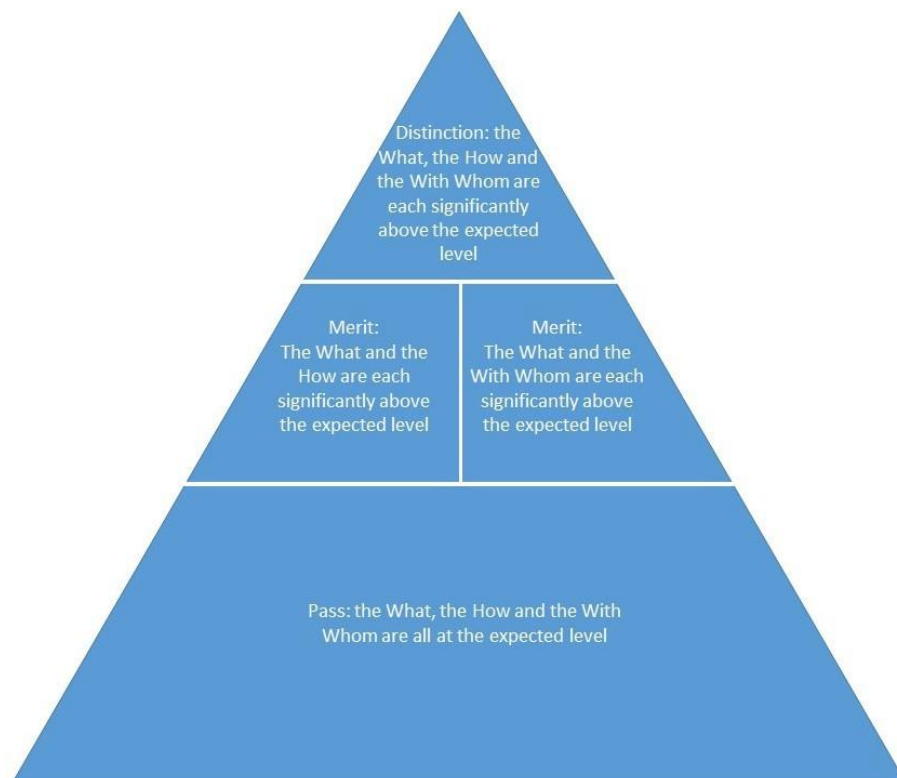 Distinction: the
What, the How and
the With Whom are
each significantly
above the expected
level
Merit:
The What and the
How are each
significantly above
the expected level
Merit:
The What and the
With Whom are each
significantly above
the expected level
Pass: the What, the How and the With
Whom are all at the expected level